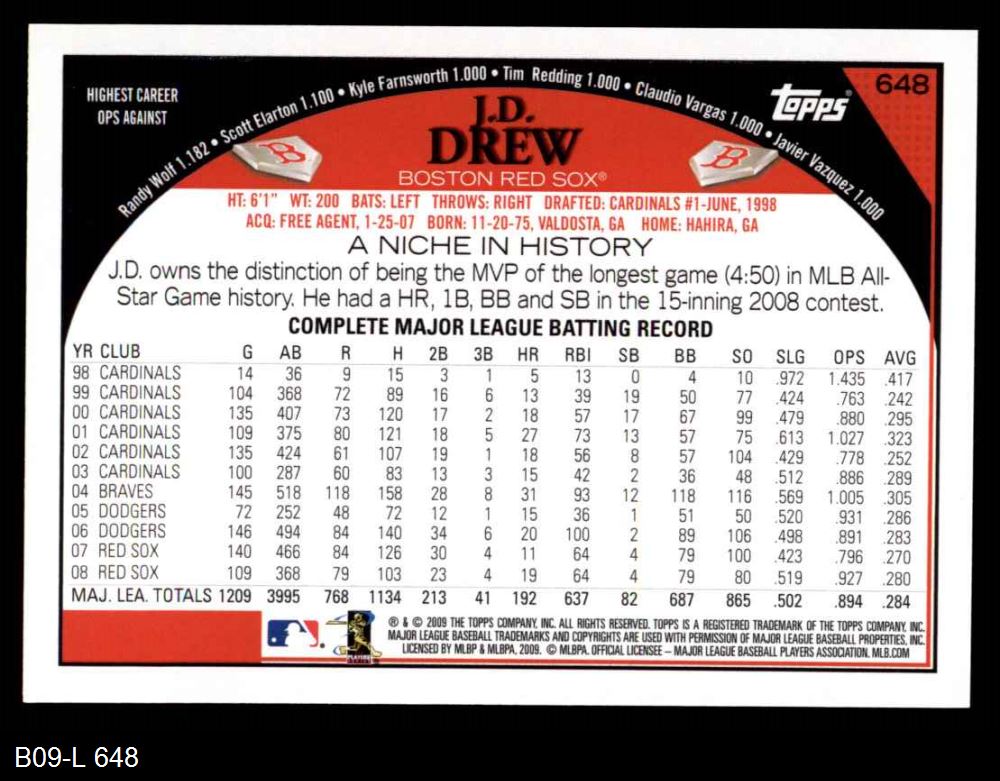 648
HIGHEST CAREER
OPS AGAINST
Randy Wolf 1.182 • Scott Elarton 1.100 • Kyle Farnsworth 1.000 • Tim Redding 1.000 • Claudio Vargas 1.000 • Javier Vazquez 1.000
topps®
J.D.
DREW
BOSTON RED SOX®
B
B
HT: 6'1" WT: 200 BATS: LEFT THROWS: RIGHT DRAFTED: CARDINALS #1-JUNE, 1998
ACQ: FREE AGENT, 1-25-07 BORN: 11-20-75, VALDOSTA, GA HOME: HAHIRA, GA
A NICHE IN HISTORY
J.D. owns the distinction of being the MVP of the longest game (4:50) in MLB All-
Star Game history. He had a HR, 1B, BB and SB in the 15-inning 2008 contest.
COMPLETE MAJOR LEAGUE BATTING RECORD
YR CLUB G AB R H 2B 3B HR RBI SB BB SO SLG OPS AVG
98 CARDINALS 14 36 9 15 3 1 5 13 0 4 10 .972 1.435 .417
99 CARDINALS 104 368 72 89 16 6 13 39 19 50 77 .424 .763 .242
00 CARDINALS 135 407 73 120 17 2 18 57 17 67 99 .479 .880 .295
01 CARDINALS 109 375 80 121 18 5 27 73 13 57 75 .613 1.027 .323
02 CARDINALS 135 424 61 107 19 1 18 56 8 57 104 .429 .778 .252
03 CARDINALS 100 287 60 83 13 3 15 42 2 36 48 .512 .886 .289
04 BRAVES 145 518 118 158 28 8 31 93 12 118 116 .569 1.005 .305
05 DODGERS 72 252 48 72 12 1 15 36 1 51 50 .520 .931 .286
06 DODGERS 146 494 84 140 34 6 20 100 2 89 106 .498 .891 .283
07 RED SOX 140 466 84 126 30 4 11 64 4 79 100 .423 .796 .270
08 RED SOX 109 368 79 103 23 4 19 64 4 79 80 .519 .927 .280
MAJ. LEA. TOTALS 1209 3995 768 1134 213 41 192 637 82 687 865 .502 .894 .284
® & © 2009 THE TOPPS COMPANY, INC. ALL RIGHTS RESERVED. TOPPS IS A REGISTERED TRADEMARK OF THE TOPPS COMPANY, INC.
MAJOR LEAGUE BASEBALL TRADEMARKS AND COPYRIGHTS ARE USED WITH PERMISSION OF MAJOR LEAGUE BASEBALL PROPERTIES, INC.
LICENSED BY MLBP & MLBPA, 2009. © MLBPA. OFFICIAL LICENSEE – MAJOR LEAGUE BASEBALL PLAYERS ASSOCIATION. MLB.COM
B09-L 648